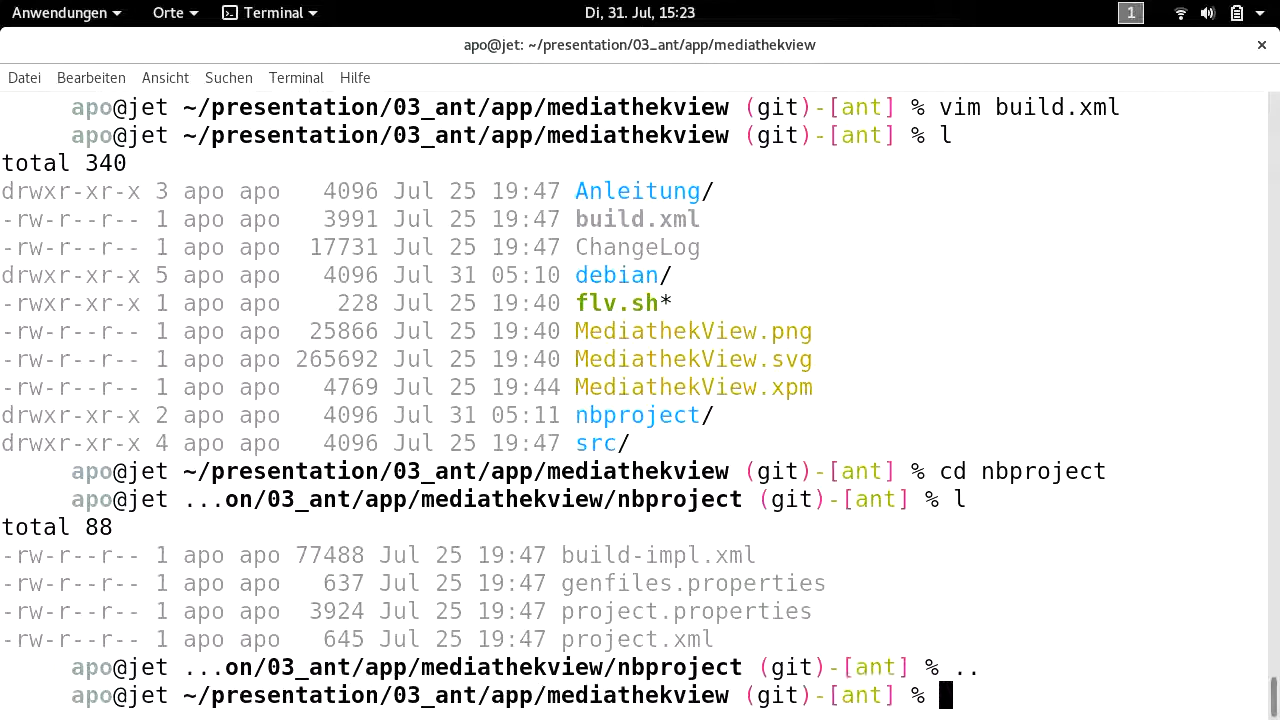 Anwendungen Orte Terminal Di, 31. Jul, 15:23 1
apo@jet: ~/presentation/03_ant/app/mediathekview ×
Datei Bearbeiten Ansicht Suchen Terminal Hilfe
apo@jet ~/presentation/03_ant/app/mediathekview (git)-[ant] % vim build.xml
apo@jet ~/presentation/03_ant/app/mediathekview (git)-[ant] % l
total 340
drwxr-xr-x 3 apo apo 4096 Jul 25 19:47 Anleitung/
-rw-r--r-- 1 apo apo 3991 Jul 25 19:47 build.xml
-rw-r--r-- 1 apo apo 17731 Jul 25 19:47 ChangeLog
drwxr-xr-x 5 apo apo 4096 Jul 31 05:10 debian/
-rwxr-xr-x 1 apo apo 228 Jul 25 19:40 flv.sh*
-rw-r--r-- 1 apo apo 25866 Jul 25 19:40 MediathekView.png
-rw-r--r-- 1 apo apo 265692 Jul 25 19:40 MediathekView.svg
-rw-r--r-- 1 apo apo 4769 Jul 25 19:44 MediathekView.xpm
drwxr-xr-x 2 apo apo 4096 Jul 31 05:11 nbproject/
drwxr-xr-x 4 apo apo 4096 Jul 25 19:47 src/
apo@jet ~/presentation/03_ant/app/mediathekview (git)-[ant] % cd nbproject
apo@jet ...on/03_ant/app/mediathekview/nbproject (git)-[ant] % l
total 88
-rw-r--r-- 1 apo apo 77488 Jul 25 19:47 build-impl.xml
-rw-r--r-- 1 apo apo 637 Jul 25 19:47 genfiles.properties
-rw-r--r-- 1 apo apo 3924 Jul 25 19:47 project.properties
-rw-r--r-- 1 apo apo 645 Jul 25 19:47 project.xml
apo@jet ...on/03_ant/app/mediathekview/nbproject (git)-[ant] % ..
apo@jet ~/presentation/03_ant/app/mediathekview (git)-[ant] %